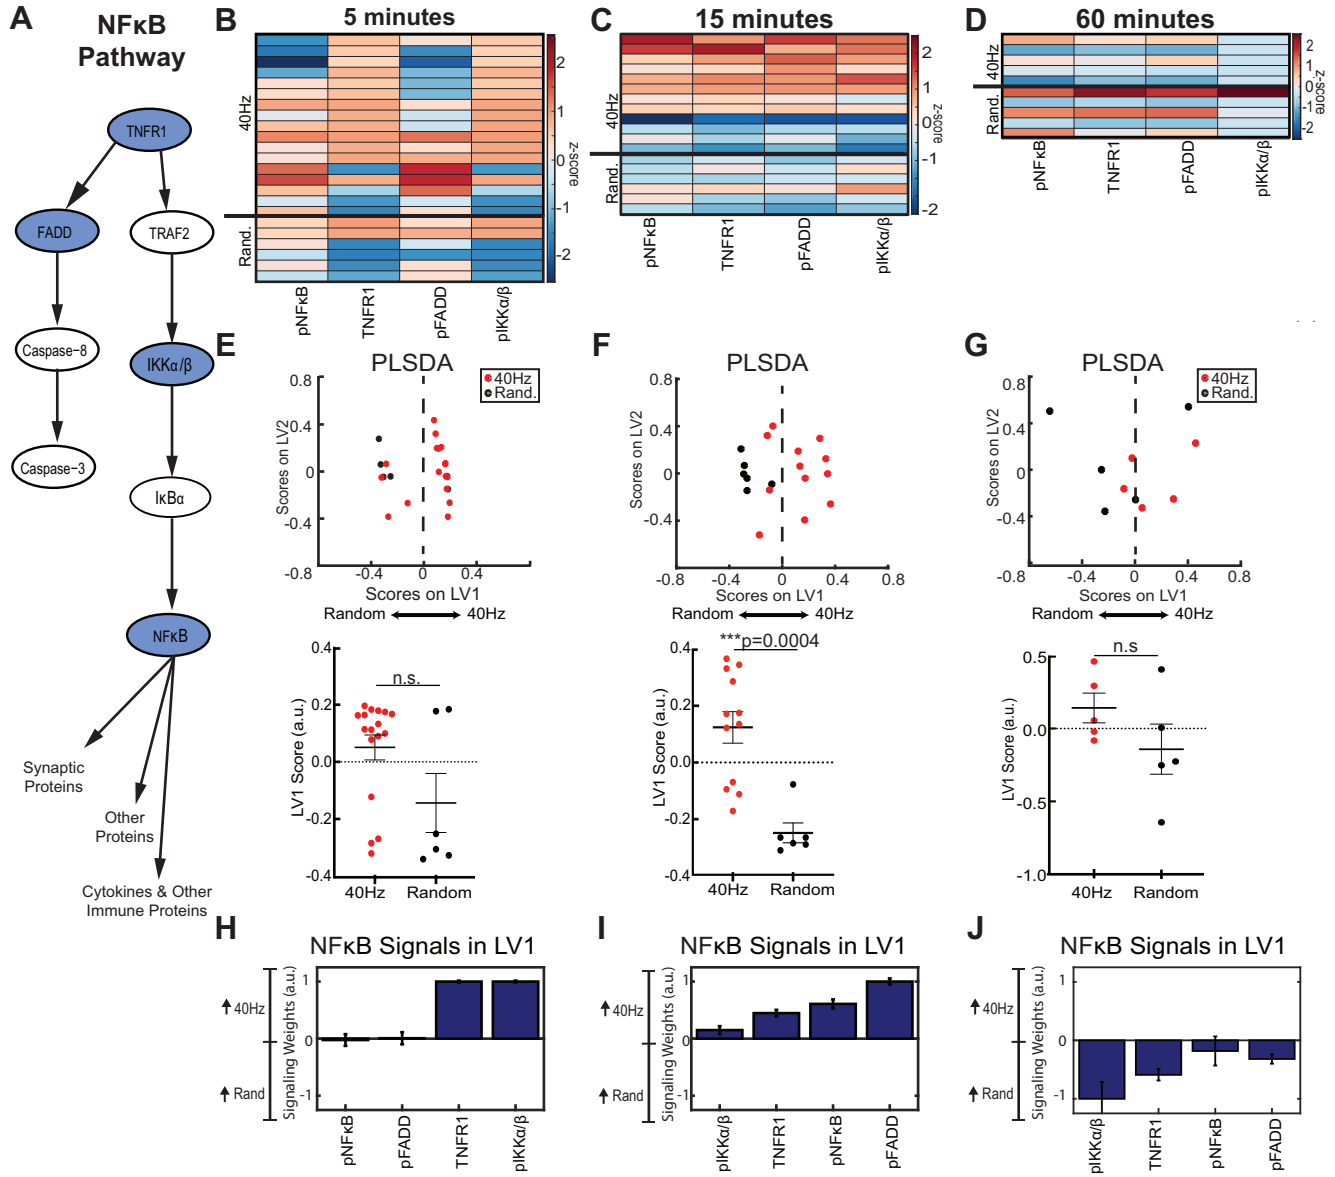 A
NFκB
Pathway
TNFR1
FADD
TRAF2
Caspase-8
IKKα/β
Caspase-3
IκBα
NFκB
Synaptic
Proteins
Other
Proteins
Cytokines & Other
Immune Proteins
B
5 minutes
40Hz
Rand.
2
1
0
-1
-2
z-score
pNFκB
TNFR1
pFADD
pIKKα/β
C
15 minutes
40Hz
Rand.
2
1
0
-1
-2
z-score
pNFκB
TNFR1
pFADD
pIKKα/β
D
60 minutes
40Hz
Rand.
2
1
0
-1
-2
z-score
pNFκB
TNFR1
pFADD
pIKKα/β
E
PLSDA
40Hz
Rand.
Scores on LV2
0.8
0.4
0
-0.4
-0.8
-0.4
0
0.4
0.8
Scores on LV1
Random
40Hz
LV1 Score (a.u.)
0.4
0.2
0.0
-0.2
-0.4
n.s.
40Hz
Random
F
PLSDA
Scores on LV2
0.8
0.4
0
-0.4
-0.8
-0.8
-0.4
0
0.4
0.8
Scores on LV1
Random
40Hz
***p=0.0004
LV1 Score (a.u.)
0.4
0.2
0.0
-0.2
-0.4
40Hz
Random
G
PLSDA
40Hz
Rand.
Scores on LV2
0.8
0.4
0
-0.4
-0.8
-0.4
0
0.4
0.8
Scores on LV1
Random
40Hz
n.s
LV1 Score (a.u.)
0.5
0.0
-0.5
-1.0
40Hz
Random
H
NFκB Signals in LV1
40Hz
Rand
Signaling Weights (a.u.)
1
0
-1
pNFκB
pFADD
TNFR1
pIKKα/β
I
NFκB Signals in LV1
40Hz
Rand
Signaling Weights (a.u.)
1
0
-1
pIKKα/β
TNFR1
pNFκB
pFADD
J
NFκB Signals in LV1
40Hz
Rand
Signaling Weights (a.u.)
1
0
-1
pIKKα/β
TNFR1
pNFκB
pFADD